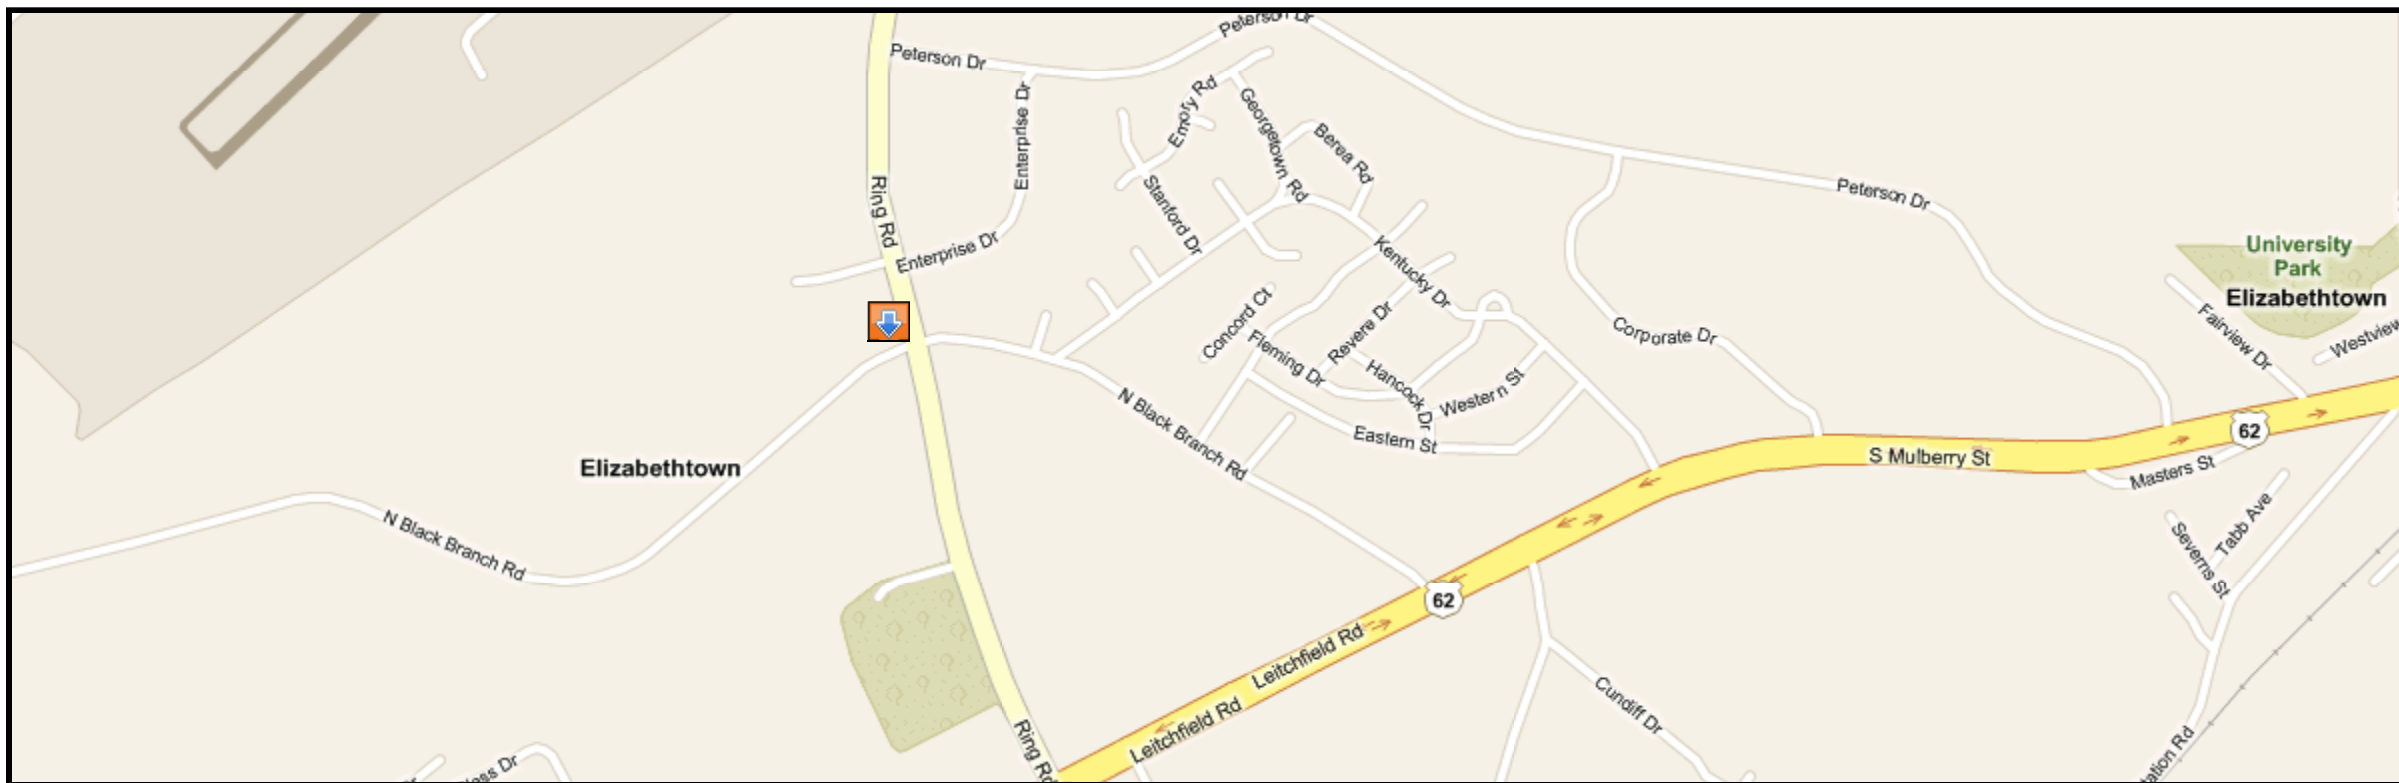 Peterson Dr
Peterson Dr
Enterprise Dr
Emory Rd
Georgetown Rd
Berea Rd
Ring Rd
Stanford Dr
Peterson Dr
Enterprise Dr
Kentucky Dr
University
Park
Elizabethtown
Concord Ct
Revere Dr
Fleming Dr
Corporate Dr
Fairview Dr
Westview
Hancock Dr
Western St
N Black Branch Rd
Eastern St
62
S Mulberry St
Elizabethtown
Masters St
N Black Branch Rd
Tabb Ave
Severns St
62
Leitchfield Rd
Leitchfield Rd
Cundiff Dr
Ring Rd